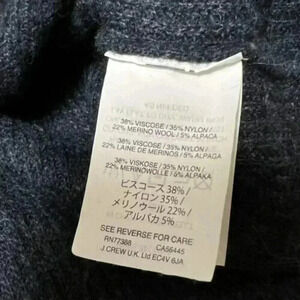 38% VISCOSE / 35% NYLON /
22% MERINO WOOL / 5% ALPACA
38% VISCOSE / 35% NYLON /
22% LAINE DE MERINOS / 5% ALPAGA
38% VISKOSE / 35% NYLON /
22% MERINOWOLLE / 5% ALPAKA
ビスコース 38% /
ナイロン 35% /
メリノウール 22% /
アルパカ 5%
SEE REVERSE FOR CARE
RN77388 CA56445
J.CREW U.K. Ltd EC4V 6JA